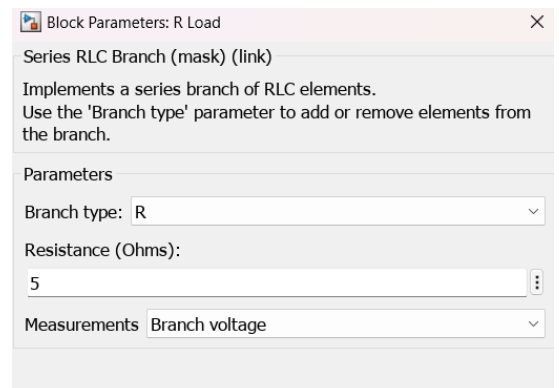 Block Parameters: R Load
Series RLC Branch (mask) (link)
Implements a series branch of RLC elements.
Use the 'Branch type' parameter to add or remove elements from
the branch.
Parameters
Branch type: R
Resistance (Ohms):
5
Measurements Branch voltage